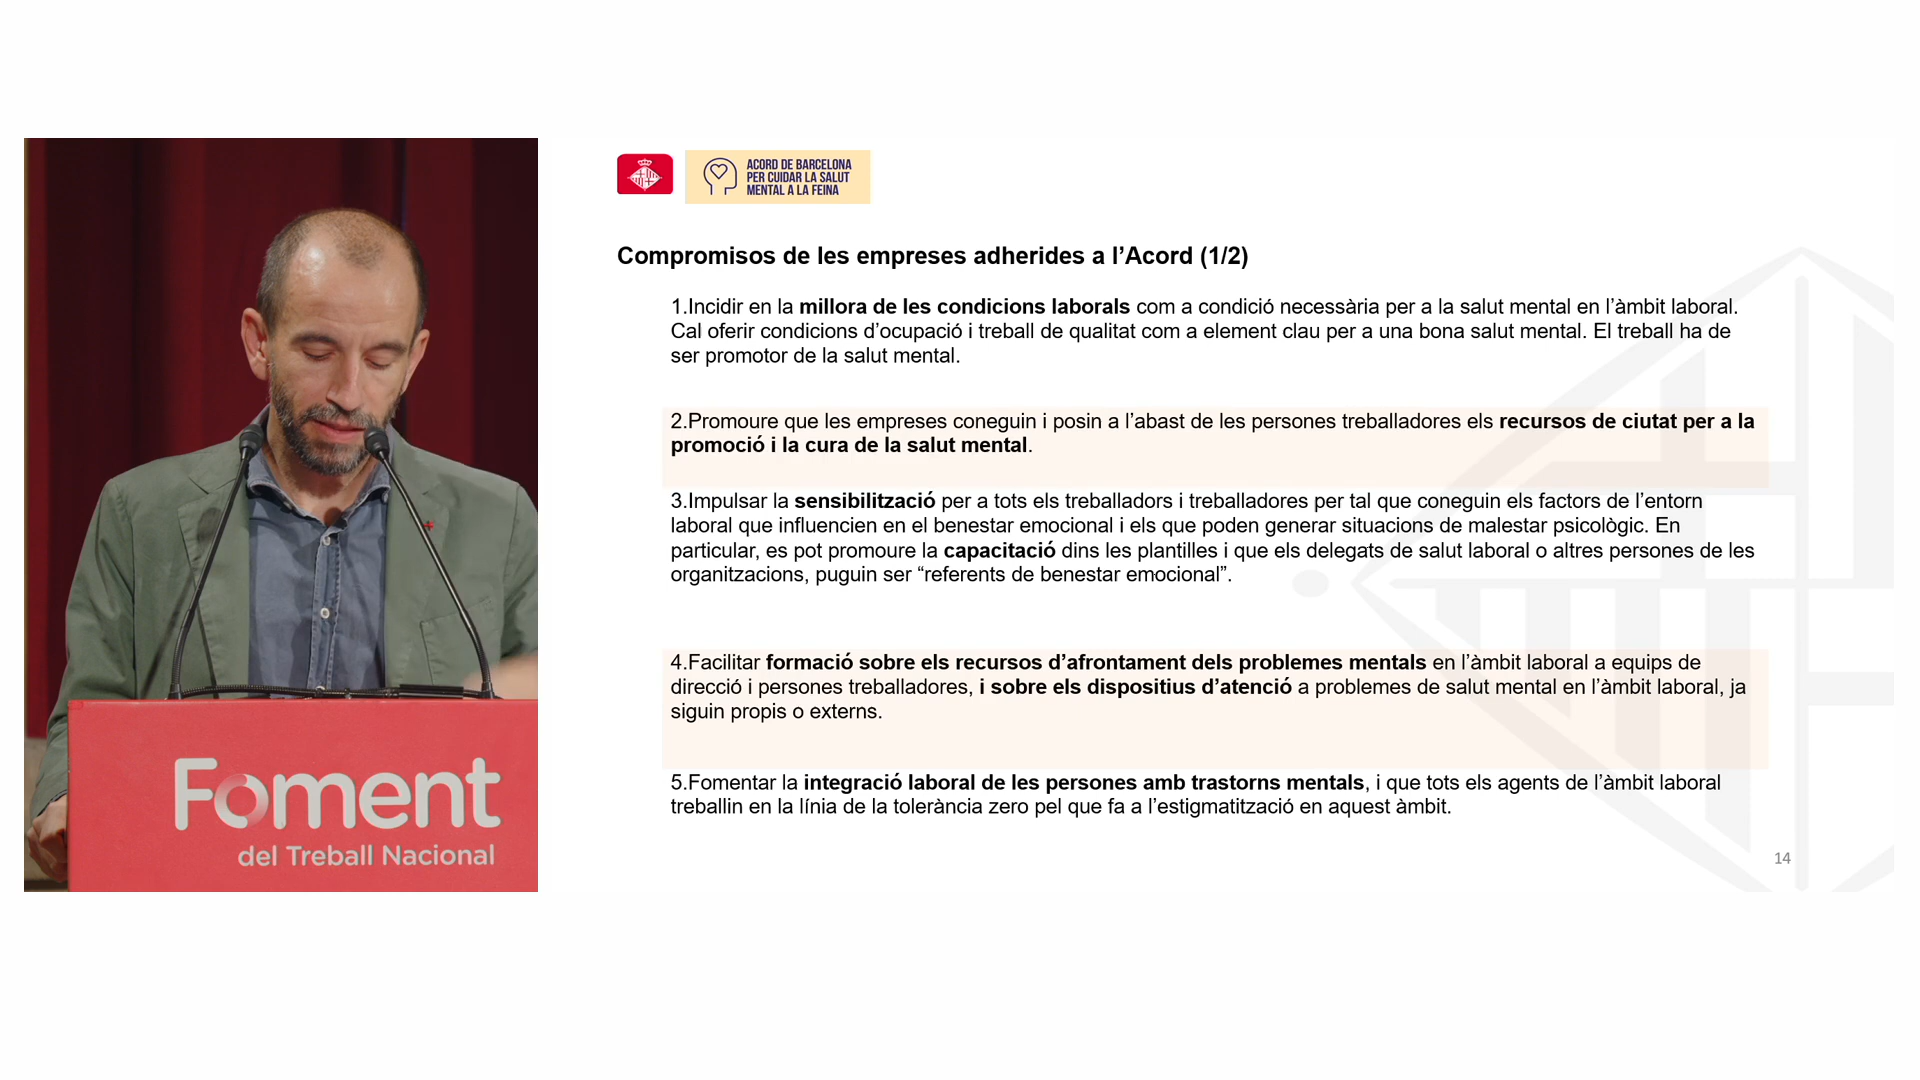 ACORD DE BARCELONA
PER CUIDAR LA SALUT
MENTAL A LA FEINA
Compromisos de les empreses adherides a l’Acord (1/2)
1.Incidir en la millora de les condicions laborals com a condició necessària per a la salut mental en l’àmbit laboral.
Cal oferir condicions d’ocupació i treball de qualitat com a element clau per a una bona salut mental. El treball ha de
ser promotor de la salut mental.
2.Promoure que les empreses coneguin i posin a l’abast de les persones treballadores els recursos de ciutat per a la
promoció i la cura de la salut mental.
3.Impulsar la sensibilització per a tots els treballadors i treballadores per tal que coneguin els factors de l’entorn
laboral que influencien en el benestar emocional i els que poden generar situacions de malestar psicològic. En
particular, es pot promoure la capacitació dins les plantilles i que els delegats de salut laboral o altres persones de les
organitzacions, puguin ser “referents de benestar emocional”.
4.Facilitar formació sobre els recursos d’afrontament dels problemes mentals en l’àmbit laboral a equips de
direcció i persones treballadores, i sobre els dispositius d’atenció a problemes de salut mental en l’àmbit laboral, ja
siguin propis o externs.
5.Fomentar la integració laboral de les persones amb trastorns mentals, i que tots els agents de l’àmbit laboral
treballin en la línia de la tolerància zero pel que fa a l’estigmatització en aquest àmbit.
14
Foment
del Treball Nacional